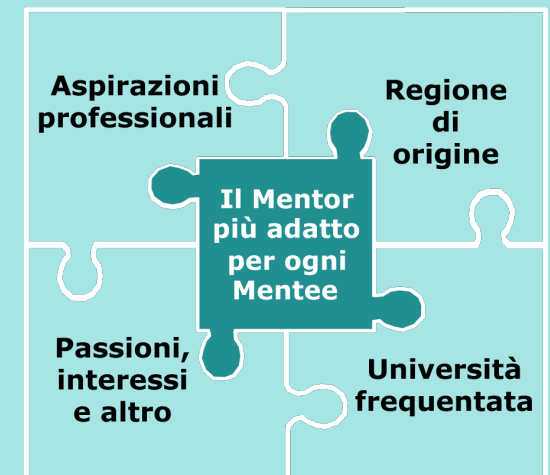 Aspirazioni
professionali
Regione
di
origine
Il Mentor
più adatto
per ogni
Mentee
Passioni,
interessi
e altro
Università
frequentata